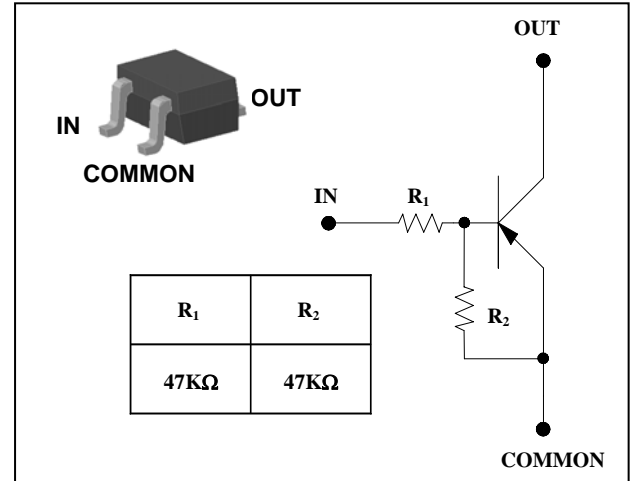 OUT
OUT
IN
COMMON
IN
R₁
R₂
R₁ R₂
47KΩ 47KΩ
COMMON